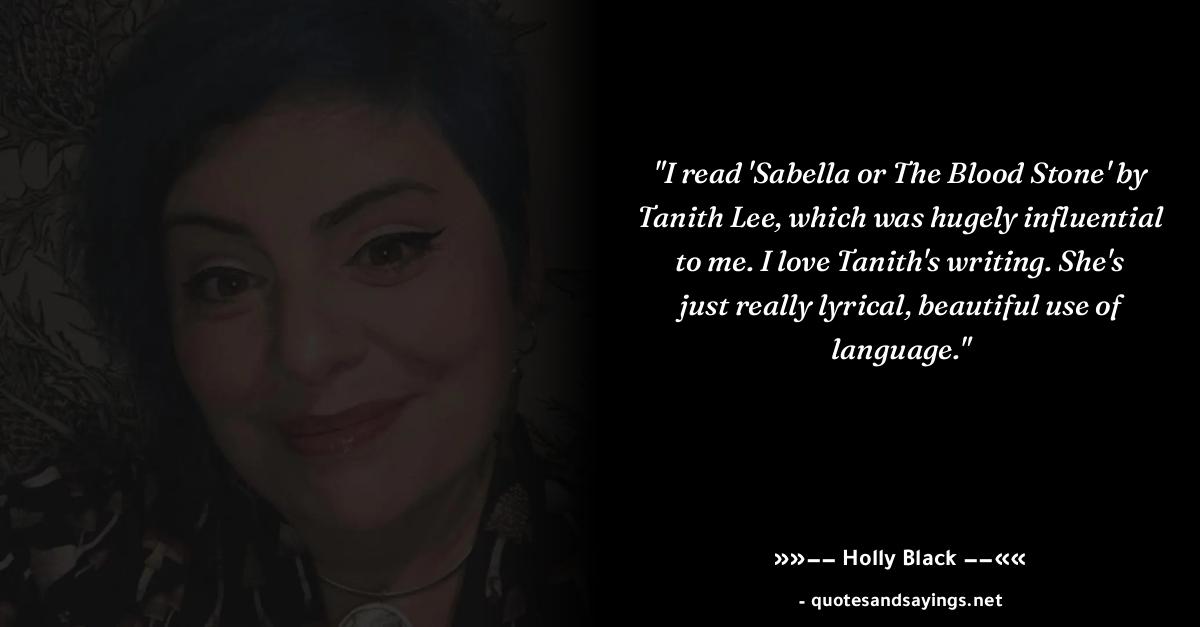 "I read 'Sabella or The Blood Stone' by
Tanith Lee, which was hugely influential
to me. I love Tanith's writing. She's
just really lyrical, beautiful use of
language."
»»−− Holly Black −−««
- quotesandsayings.net